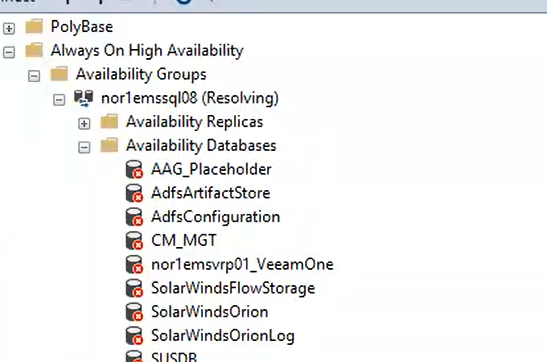 PolyBase
Always On High Availability
Availability Groups
nor1emssql08 (Resolving)
Availability Replicas
Availability Databases
AAG_Placeholder
AdfsArtifactStore
AdfsConfiguration
CM_MGT
nor1emsvrp01_VeeamOne
SolarWindsFlowStorage
SolarWindsOrion
SolarWindsOrionLog
SUSDB